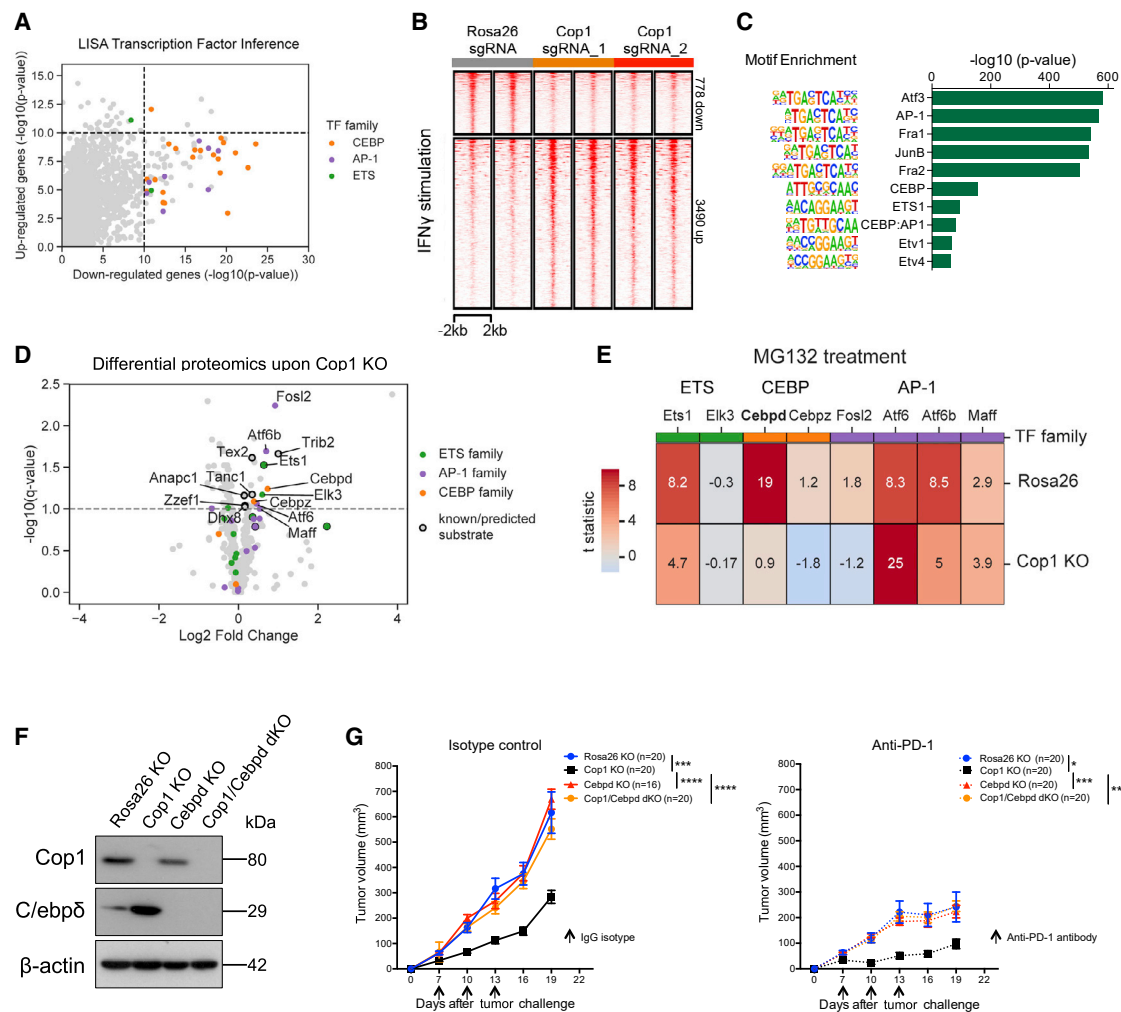 A
LISA Transcription Factor Inference
Up-regulated genes (-log10(p-value))
15.0
12.5
10.0
7.5
5.0
2.5
0.0
0 5 10 15 20 25 30
Down-regulated genes (-log10(p-value))
TF family
CEBP
AP-1
ETS
B
Rosa26 sgRNA
Cop1 sgRNA_1
Cop1 sgRNA_2
IFNγ stimulation
778 down
3490 up
-2kb 2kb
C
Motif Enrichment
-log10 (p-value)
0 200 400 600
Atf3
AP-1
Fra1
JunB
Fra2
CEBP
ETS1
CEBP:AP1
Etv1
Etv4
D
Differential proteomics upon Cop1 KO
-log10(q-value)
2.5
2.0
1.5
1.0
0.5
0.0
−4 −2 0 2 4
Log2 Fold Change
Fosl2
Atf6b
Trib2
Tex2
Ets1
Anapc1
Tanc1
Cebpd
Elk3
Zzef1
Cebpz
Dhx8
Atf6
Maff
ETS family
AP-1 family
CEBP family
known/predicted
substrate
E
MG132 treatment
ETS CEBP AP-1
Ets1 Elk3 Cebpd Cebpz Fosl2 Atf6 Atf6b Maff
TF family
8.2 -0.3 19 1.2 1.8 8.3 8.5 2.9 Rosa26
4.7 -0.17 0.9 -1.8 -1.2 25 5 3.9 Cop1 KO
t statistic
8
4
0
F
Rosa26 KO
Cop1 KO
Cebpd KO
Cop1/Cebpd dKO
kDa
Cop1 80
C/ebpδ 29
β-actin 42
G
Isotype control
Tumor volume (mm³)
800
700
600
500
400
300
200
100
0
0 7 10 13 16 19 22
Days after tumor challenge
Rosa26 KO (n=20)
Cop1 KO (n=20)
Cebpd KO (n=16)
Cop1/Cebpd dKO (n=20)
***
****
****
IgG isotype
Anti-PD-1
Tumor volume (mm³)
800
700
600
500
400
300
200
100
0
0 7 10 13 16 19 22
Days after tumor challenge
Rosa26 KO (n=20)
Cop1 KO (n=20)
Cebpd KO (n=20)
Cop1/Cebpd dKO (n=20)
*
***
**
Anti-PD-1 antibody